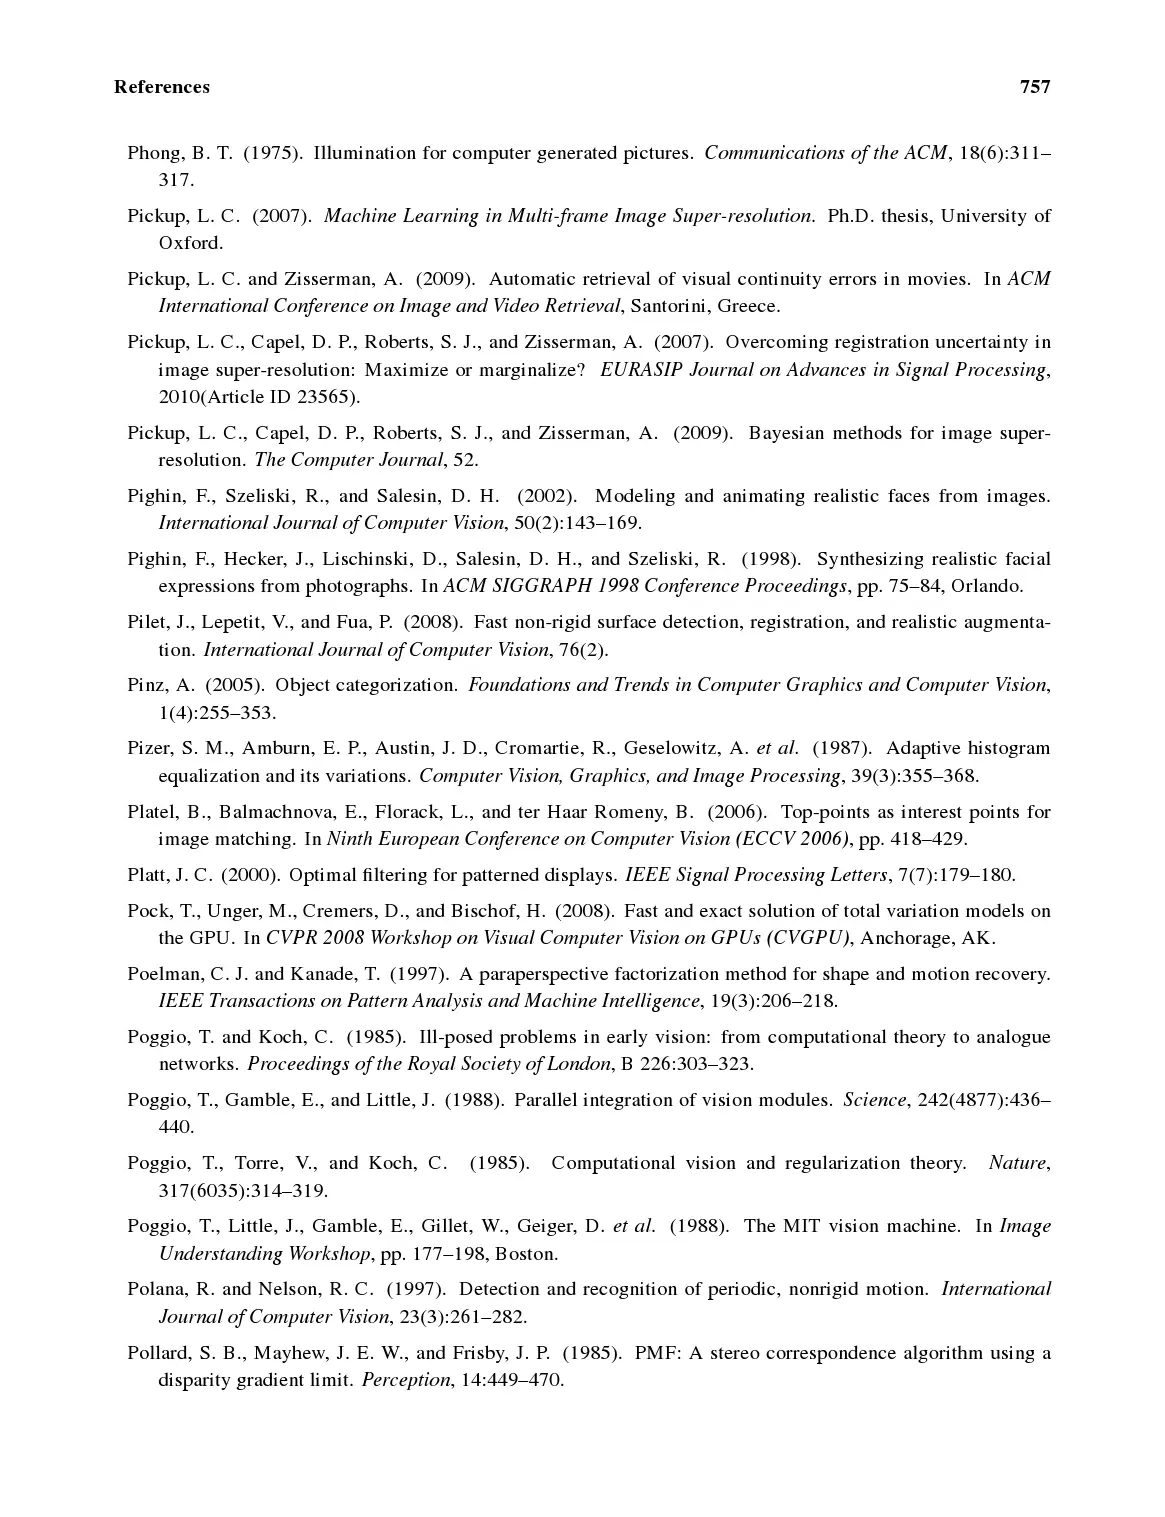 References 757
Phong, B. T. (1975). Illumination for computer generated pictures. Communications of the ACM, 18(6):311–
317.
Pickup, L. C. (2007). Machine Learning in Multi-frame Image Super-resolution. Ph.D. thesis, University of
Oxford.
Pickup, L. C. and Zisserman, A. (2009). Automatic retrieval of visual continuity errors in movies. In ACM
International Conference on Image and Video Retrieval, Santorini, Greece.
Pickup, L. C., Capel, D. P., Roberts, S. J., and Zisserman, A. (2007). Overcoming registration uncertainty in
image super-resolution: Maximize or marginalize? EURASIP Journal on Advances in Signal Processing,
2010(Article ID 23565).
Pickup, L. C., Capel, D. P., Roberts, S. J., and Zisserman, A. (2009). Bayesian methods for image super-
resolution. The Computer Journal, 52.
Pighin, F., Szeliski, R., and Salesin, D. H. (2002). Modeling and animating realistic faces from images.
International Journal of Computer Vision, 50(2):143–169.
Pighin, F., Hecker, J., Lischinski, D., Salesin, D. H., and Szeliski, R. (1998). Synthesizing realistic facial
expressions from photographs. In ACM SIGGRAPH 1998 Conference Proceedings, pp. 75–84, Orlando.
Pilet, J., Lepetit, V., and Fua, P. (2008). Fast non-rigid surface detection, registration, and realistic augmenta-
tion. International Journal of Computer Vision, 76(2).
Pinz, A. (2005). Object categorization. Foundations and Trends in Computer Graphics and Computer Vision,
1(4):255–353.
Pizer, S. M., Amburn, E. P., Austin, J. D., Cromartie, R., Geselowitz, A. et al. (1987). Adaptive histogram
equalization and its variations. Computer Vision, Graphics, and Image Processing, 39(3):355–368.
Platel, B., Balmachnova, E., Florack, L., and ter Haar Romeny, B. (2006). Top-points as interest points for
image matching. In Ninth European Conference on Computer Vision (ECCV 2006), pp. 418–429.
Platt, J. C. (2000). Optimal filtering for patterned displays. IEEE Signal Processing Letters, 7(7):179–180.
Pock, T., Unger, M., Cremers, D., and Bischof, H. (2008). Fast and exact solution of total variation models on
the GPU. In CVPR 2008 Workshop on Visual Computer Vision on GPUs (CVGPU), Anchorage, AK.
Poelman, C. J. and Kanade, T. (1997). A paraperspective factorization method for shape and motion recovery.
IEEE Transactions on Pattern Analysis and Machine Intelligence, 19(3):206–218.
Poggio, T. and Koch, C. (1985). Ill-posed problems in early vision: from computational theory to analogue
networks. Proceedings of the Royal Society of London, B 226:303–323.
Poggio, T., Gamble, E., and Little, J. (1988). Parallel integration of vision modules. Science, 242(4877):436–
440.
Poggio, T., Torre, V., and Koch, C. (1985). Computational vision and regularization theory. Nature,
317(6035):314–319.
Poggio, T., Little, J., Gamble, E., Gillet, W., Geiger, D. et al. (1988). The MIT vision machine. In Image
Understanding Workshop, pp. 177–198, Boston.
Polana, R. and Nelson, R. C. (1997). Detection and recognition of periodic, nonrigid motion. International
Journal of Computer Vision, 23(3):261–282.
Pollard, S. B., Mayhew, J. E. W., and Frisby, J. P. (1985). PMF: A stereo correspondence algorithm using a
disparity gradient limit. Perception, 14:449–470.